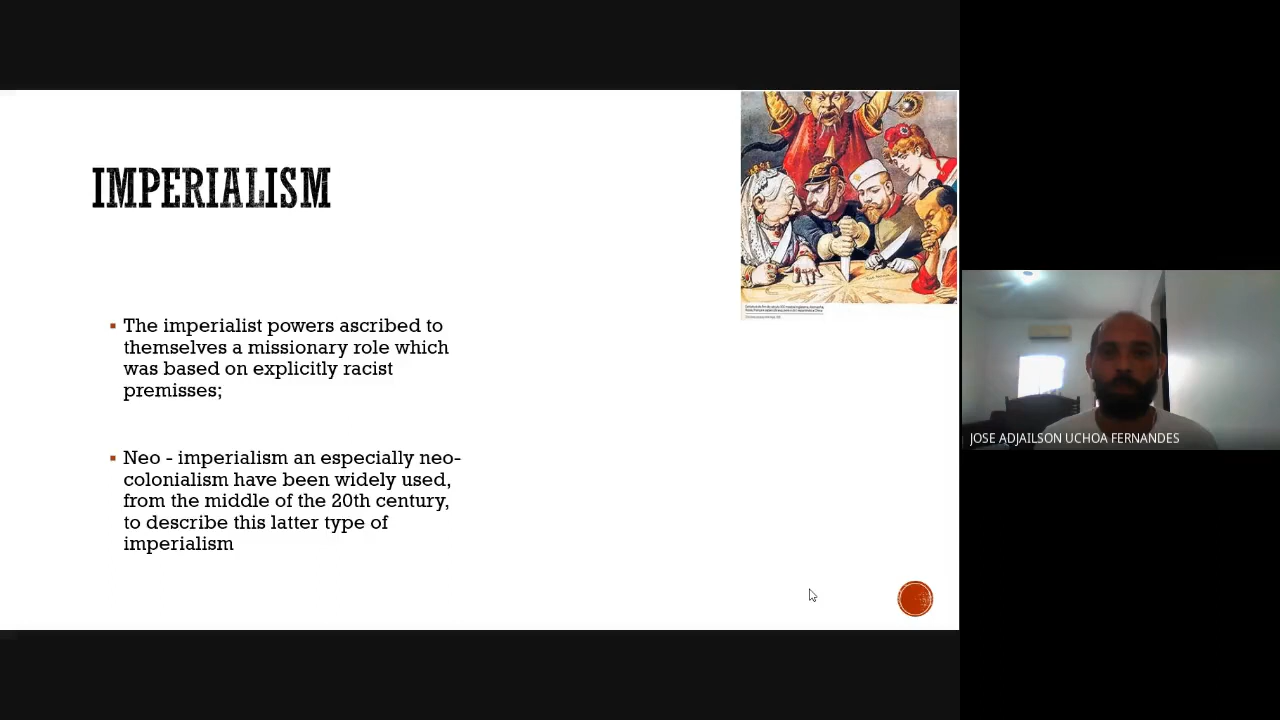 IMPERIALISM
The imperialist powers ascribed to
themselves a missionary role which
was based on explicitly racist
premisses;
Neo - imperialism an especially neo-
colonialism have been widely used,
from the middle of the 20th century,
to describe this latter type of
imperialism
JOSE ADJAILSON UCHOA FERNANDES